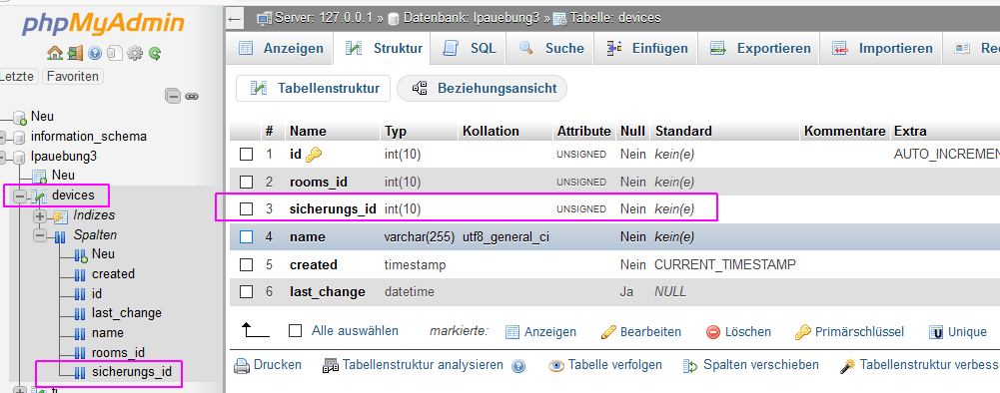 phpMyAdmin
Letzte Favoriten
Neu
information_schema
lpauebung3
Neu
devices
Indizes
Spalten
Neu
created
id
last_change
name
rooms_id
sicherungs_id
Server: 127.0.0.1 » Datenbank: lpauebung3 » Tabelle: devices
Anzeigen Struktur SQL Suche Einfügen Exportieren Importieren Rec
Tabellenstruktur Beziehungsansicht
# Name Typ Kollation Attribute Null Standard Kommentare Extra
1 id int(10) UNSIGNED Nein kein(e) AUTO_INCREMEN
2 rooms_id int(10) UNSIGNED Nein kein(e)
3 sicherungs_id int(10) UNSIGNED Nein kein(e)
4 name varchar(255) utf8_general_ci Nein kein(e)
5 created timestamp Nein CURRENT_TIMESTAMP
6 last_change datetime Ja NULL
Alle auswählen markierte: Anzeigen Bearbeiten Löschen Primärschlüssel Unique
Drucken Tabellenstruktur analysieren Tabelle verfolgen Spalten verschieben Tabellenstruktur verbess